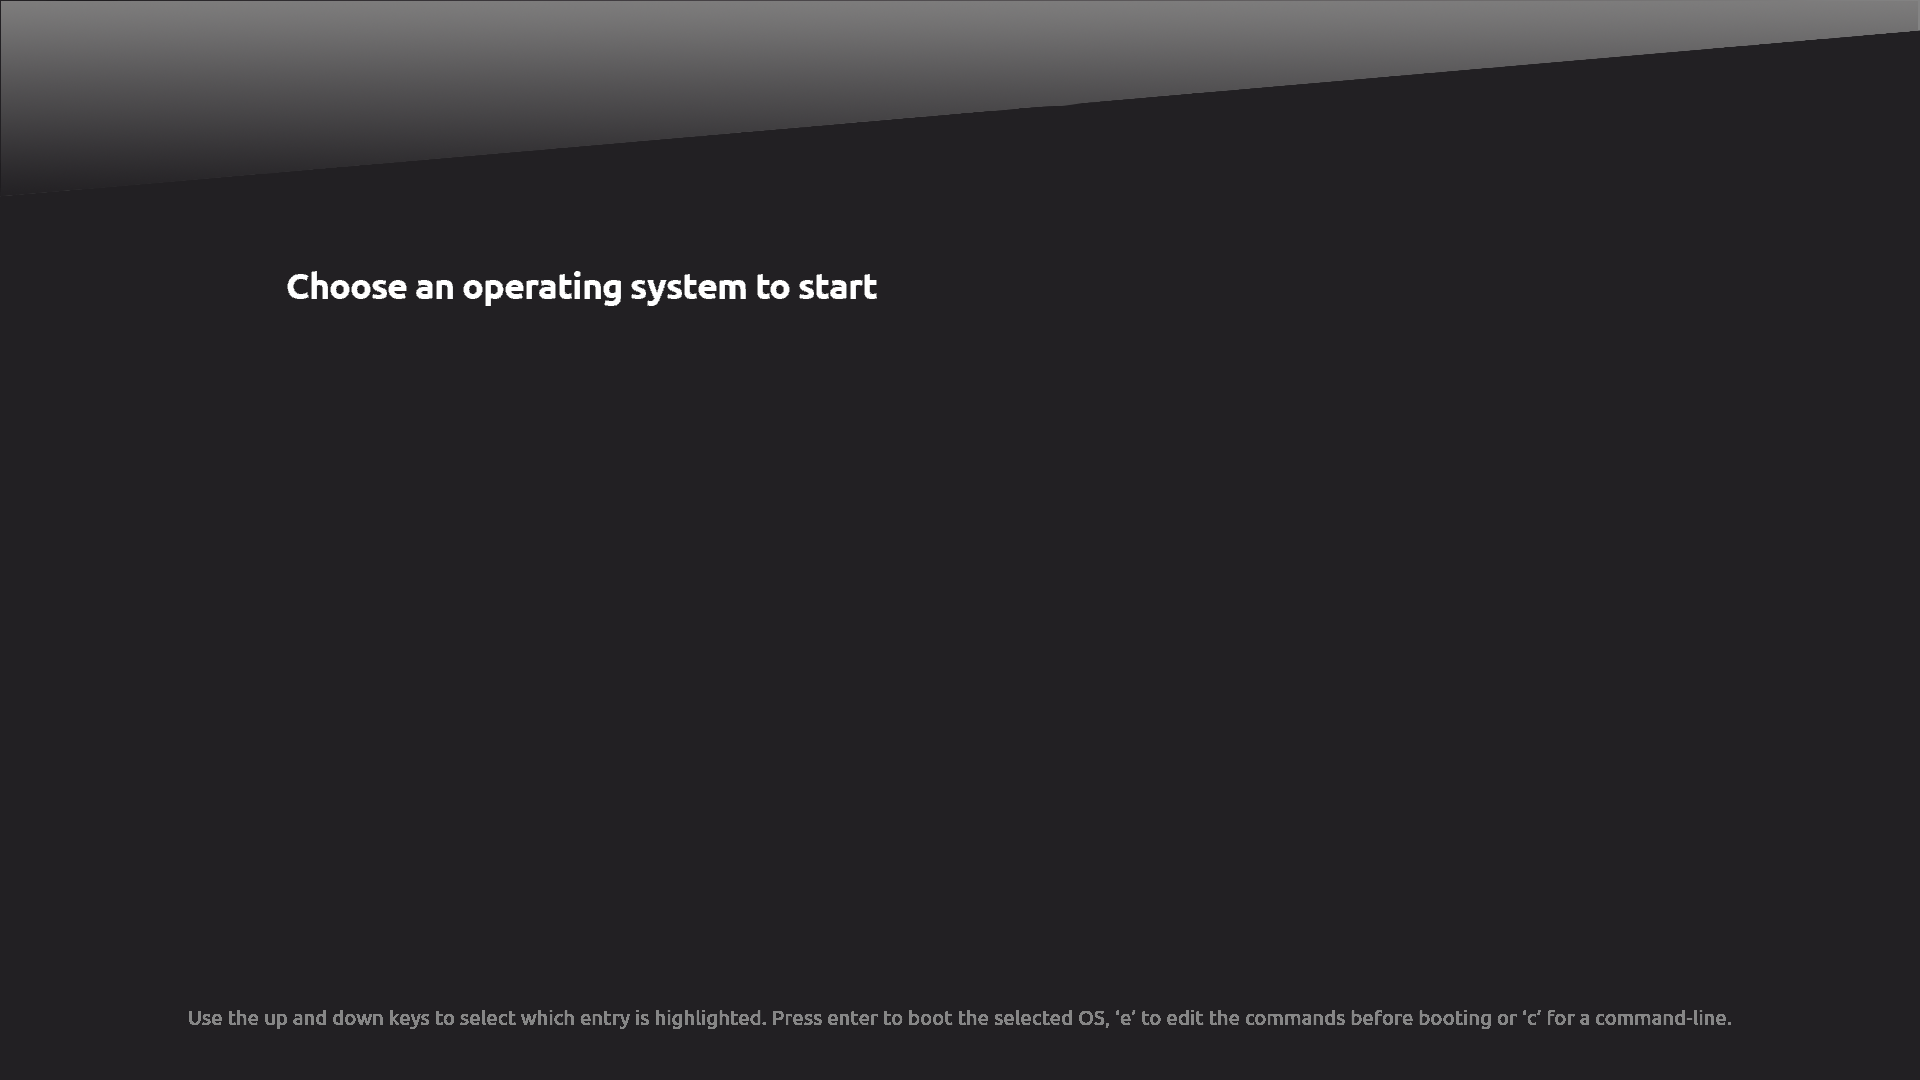 Choose an operating system to start
Use the up and down keys to select which entry is highlighted. Press enter to boot the selected OS, ‘e’ to edit the commands before booting or ‘c’ for a command-line.